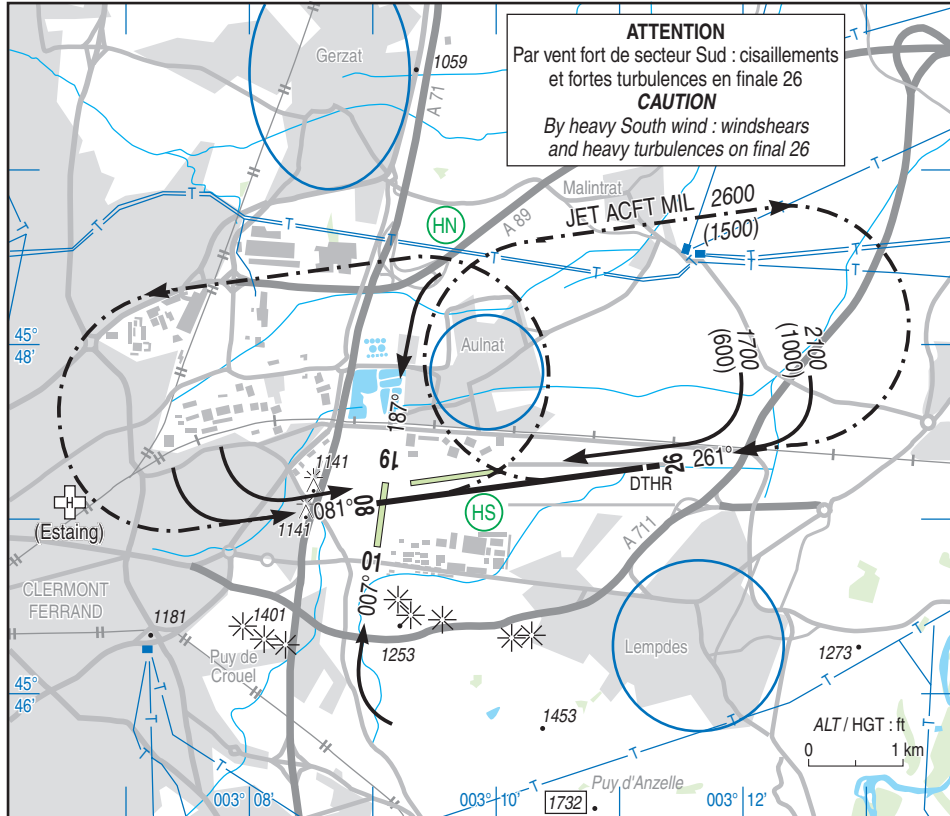 ATTENTION
Par vent fort de secteur Sud : cisaillements
et fortes turbulences en finale 26
CAUTION
By heavy South wind : windshears
and heavy turbulences on final 26
Gerzat
1059
A 71
Malintrat
T
T
T
T
T
HN
A 89
JET ACFT MIL 2600
(1500)
T
T
T
T
T
T
45°
48'
Aulnat
1700
(600)
2100
(1000)
187°
19
26
261°
DTHR
1141
081°
08
1141
HS
H
(Estaing)
01
007°
A 711
CLERMONT
FERRAND
1181
1401
Puy de
Crouel
1253
Lempdes
1273
45°
46'
T
T
T
T
T
T
T
T
1453
ALT / HGT : ft
0
1 km
Puy d'Anzelle
1732
003° 08'
003° 10'
003° 12'